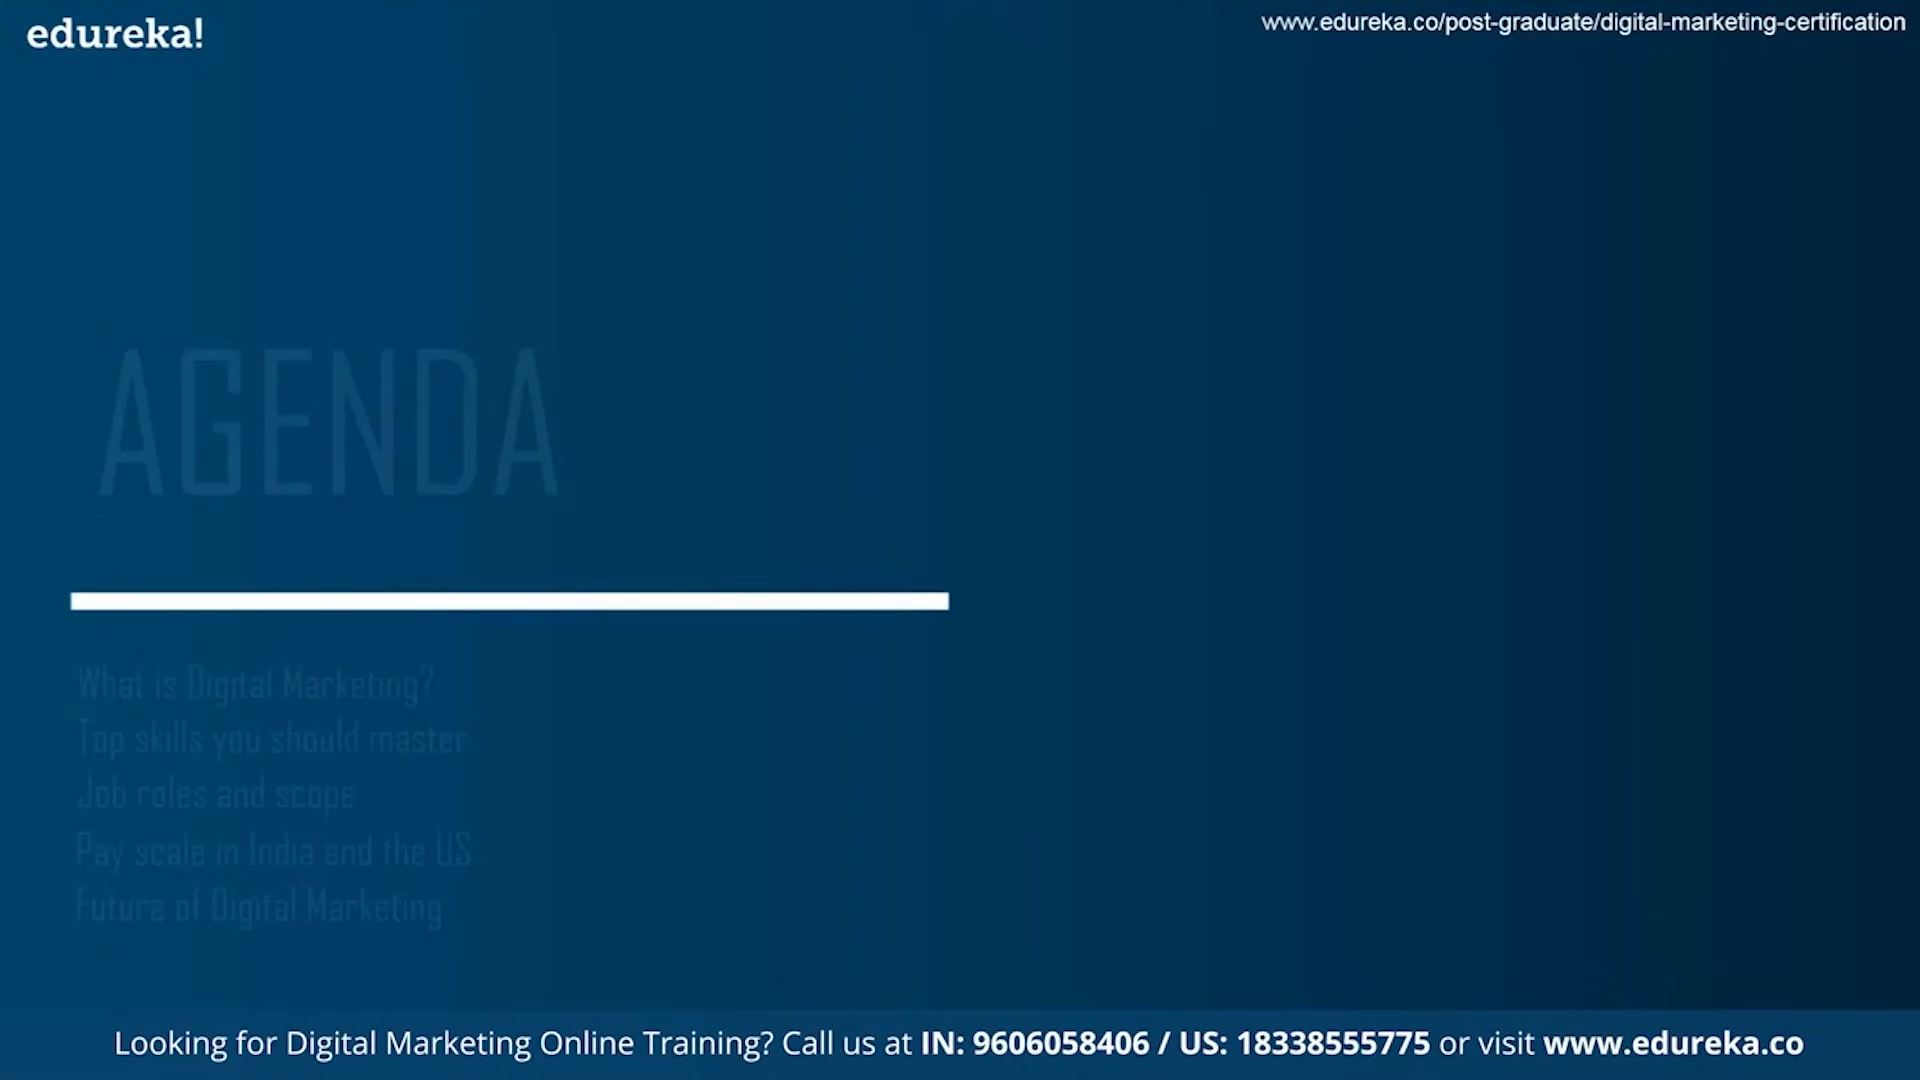 edureka!
www.edureka.co/post-graduate/digital-marketing-certification
AGENDA
What is Digital Marketing?
Top skills you should master
Job roles and scope
Pay scale in India and the US
Future of Digital Marketing
Looking for Digital Marketing Online Training? Call us at IN: 9606058406 / US: 18338555775 or visit www.edureka.co